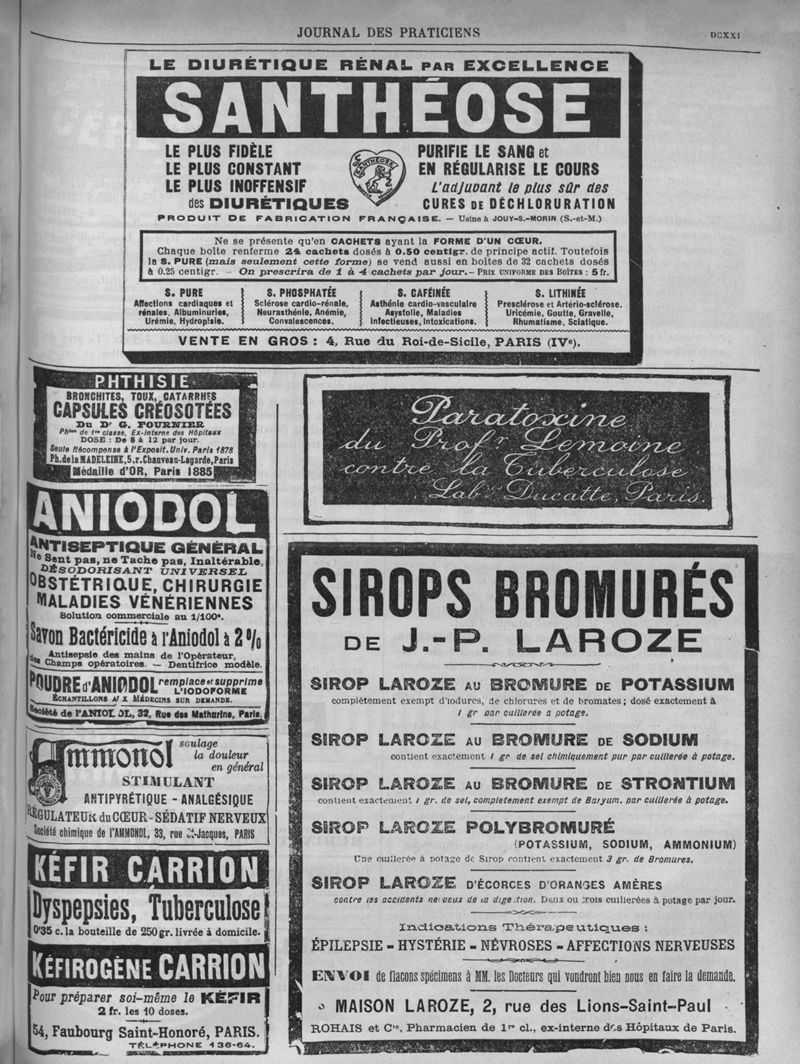 JOURNAL DES PRATICIENS
DCXXI
LE DIURÉTIQUE RÉNAL PAR EXCELLENCE
SANTHÉOSE
LE PLUS FIDÈLE
LE PLUS CONSTANT
LE PLUS INOFFENSIF
des DIURÉTIQUES
SANTHÉOSE
PURIFIE LE SANG et
EN RÉGULARISE LE COURS
L'adjuvant le plus sûr des
CURES DE DÉCHLORURATION
PRODUIT DE FABRICATION FRANÇAISE. — Usine à JOUY-S.-MORIN (S.-et-M.)
Ne se présente qu'en CACHETS ayant la FORME D'UN CŒUR.
Chaque boîte renferme 24 cachets dosés à 0.50 centigr. de principe actif. Toutefois
la S. PURE (mais seulement cette forme) se vend aussi en boîtes de 32 cachets dosés
à 0.25 centigr. — On prescrira de 1 à 4 cachets par jour. — PRIX UNIFORME DES BOÎTES : 5 fr.
S. PURE
Affections cardiaques et
rénales, Albuminuries,
Urémie, Hydropisie.
S. PHOSPHATÉE
Sclérose cardio-rénale,
Neurasthénie, Anémie,
Convalescences.
S. CAFÉINÉE
Asthénie cardio-vasculaire
Asystolie, Maladies
Infectieuses, Intoxications.
S. LITHINÉE
Presclérose et Artério-sclérose.
Uricémie, Goutte, Gravelle,
Rhumatisme, Sciatique.
VENTE EN GROS : 4, Rue du Roi-de-Sicile, PARIS (IVe).
PHTHISIE
BRONCHITES, TOUX, CATARRHES
CAPSULES CRÉOSOTÉES
Du Dr G. FOURNIER
Phien de 1re classe, Ex-Interne des Hôpitaux
DOSE : De 8 à 12 par jour.
Seule Récompense à l'Exposit. Univ. Paris 1878
Ph. de la MADELEINE, 5, r. Chauveau-Lagarde, Paris
Médaille d'OR, Paris 1885
ANIODOL
ANTISEPTIQUE GÉNÉRAL
Ne Sent pas, ne Tache pas, Inaltérable,
DÉSODORISANT UNIVERSEL
OBSTÉTRIQUE, CHIRURGIE
MALADIES VÉNÉRIENNES
Solution commerciale au 1/100e.
Savon Bactéricide à l'Aniodol à 2 %
Antisepsie des mains de l'Opérateur,
des Champs opératoires. — Dentifrice modèle.
POUDRE d'ANIODOL remplace et supprime
L'IODOFORME
ÉCHANTILLONS AUX MÉDECINS SUR DEMANDE.
Société de l'ANIODOL, 32, Rue des Mathurins, Paris.
Ammonol
soulage
la douleur
en général
STIMULANT
ANTIPYRÉTIQUE - ANALGÉSIQUE
RÉGULATEUR du CŒUR - SÉDATIF NERVEUX
Société chimique de l'AMMONOL, 33, rue St-Jacques, PARIS
KÉFIR CARRION
Dyspepsies, Tuberculose
0'35 c. la bouteille de 250 gr. livrée à domicile.
KÉFIROGÈNE CARRION
Pour préparer soi-même le KÉFIR
2 fr. les 10 doses.
54, Faubourg Saint-Honoré, PARIS.
TÉLÉPHONE 136-64.
Paratoxine
du Profr Lemoine
contre la Tuberculose
Lab. Ducatte, Paris.
SIROPS BROMURÉS
DE J.-P. LAROZE
SIROP LAROZE AU BROMURE DE POTASSIUM
complètement exempt d'iodures, de chlorures et de bromates ; dosé exactement à
1 gr par cuillerée à potage.
SIROP LAROZE AU BROMURE DE SODIUM
contient exactement 1 gr de sel chimiquement pur par cuillerée à potage.
SIROP LAROZE AU BROMURE DE STRONTIUM
contient exactement 1 gr. de sel, complètement exempt de Baryum. par cuillerée à potage.
SIROP LAROZE POLYBROMURÉ
(POTASSIUM, SODIUM, AMMONIUM)
Une cuillerée à potage de Sirop contient exactement 3 gr. de Bromures.
SIROP LAROZE D'ÉCORCES D'ORANGES AMÈRES
contre les accidents nerveux de la digestion. Deux ou trois cuillerées à potage par jour.
Indications Thérapeutiques :
ÉPILEPSIE - HYSTÉRIE - NÉVROSES - AFFECTIONS NERVEUSES
ENVOI de flacons spécimens à MM. les Docteurs qui voudront bien nous en faire la demande.
MAISON LAROZE, 2, rue des Lions-Saint-Paul
ROHAIS et Cie, Pharmacien de 1re cl., ex-interne des Hôpitaux de Paris.